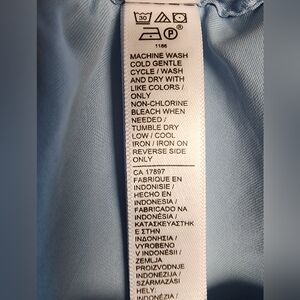 30
P
1166
MACHINE WASH
COLD GENTLE
CYCLE / WASH
AND DRY WITH
LIKE COLORS /
ONLY
NON-CHLORINE
BLEACH WHEN
NEEDED /
TUMBLE DRY
LOW / COOL
IRON / IRON ON
REVERSE SIDE
ONLY
CA 17897
FABRIQUE EN
INDONISIE /
HECHO EN
INDONESIA /
FABRICADO NA
INDONÉSIA /
ΚΑΤΑΣΚΕΥΑΣΤΗΚ
Ε ΣΤΗΝ
ΙΝΔΟΝΗΣΙΑ /
VYROBENO
V INDONÉSII /
ZEMLJA
PROIZVODNJE
INDONEZIJA /
SZÁRMAZÁSI
HELY:
INDONÉZIA /